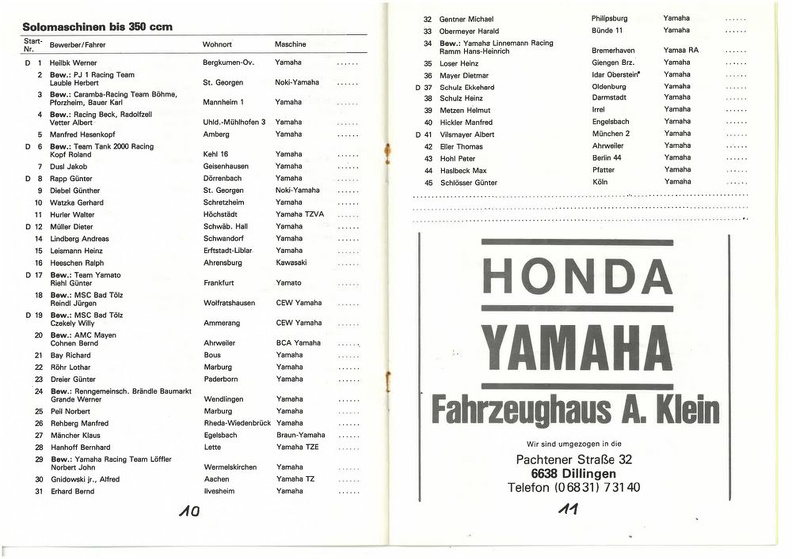 Solomaschinen bis 350 ccm
Start-Nr. Bewerber/Fahrer Wohnort Maschine
D 1 Heilbk Werner Bergkumen-Ov. Yamaha ......
2 Bew.: PJ 1 Racing Team
Lauble Herbert St. Georgen Noki-Yamaha
3 Bew.: Caramba-Racing Team Böhme,
Pforzheim, Bauer Karl Mannheim 1 Yamaha ......
4 Bew.: Racing Beck, Radolfzell
Vetter Albert Uhld.-Mühlhofen 3 Yamaha ......
5 Manfred Hasenkopf Amberg Yamaha ......
D 6 Bew.: Team Tank 2000 Racing
Kopf Roland Kehl 16 Yamaha ......
7 Dusl Jakob Geisenhausen Yamaha ......
D 8 Rapp Günter Dörrenbach Yamaha ......
9 Diebel Günther St. Georgen Noki-Yamaha ......
10 Watzka Gerhard Schretzheim Yamaha ......
11 Hurler Walter Höchstädt Yamaha TZVA ......
D 12 Müller Dieter Schwäb. Hall Yamaha ......
14 Lindberg Andreas Schwandorf Yamaha ......
15 Leismann Heinz Erftstadt-Liblar Yamaha ......
16 Heeschen Ralph Ahrensburg Kawasaki ......
D 17 Bew.: Team Yamato
Riehl Günter Frankfurt Yamato ......
18 Bew.: MSC Bad Tölz
Reindl Jürgen Wolfratshausen CEW Yamaha ......
D 19 Bew.: MSC Bad Tölz
Czekely Willy Ammerang CEW Yamaha ......
20 Bew.: AMC Mayen
Cohnen Bernd Ahrweiler BCA Yamaha ......
21 Bay Richard Bous Yamaha ......
22 Röhr Lothar Marburg Yamaha ......
23 Dreier Günter Paderborn Yamaha ......
24 Bew.: Renngemeinsch. Brändle Baumarkt
Grande Werner Wendlingen Yamaha ......
25 Peil Norbert Marburg Yamaha ......
26 Rehberg Manfred Rheda-Wiedenbrück Yamaha ......
27 Mäncher Klaus Egelsbach Braun-Yamaha ......
28 Hanhoff Bernhard Lette Yamaha TZE ......
29 Bew.: Yamaha Racing Team Löffler
Norbert John Wermelskirchen Yamaha ......
30 Gnidowski jr., Alfred Aachen Yamaha TZ ......
31 Erhard Bernd Ilvesheim Yamaha ......
10
32 Gentner Michael Philipsburg Yamaha ......
33 Obermeyer Harald Bünde 11 Yamaha ......
34 Bew.: Yamaha Linnemann Racing
Ramm Hans-Heinrich Bremerhaven Yamaa RA ......
35 Loser Heinz Giengen Brz. Yamaha ......
36 Mayer Dietmar Idar Oberstein Yamaha ......
D 37 Schulz Ekkehard Oldenburg Yamaha ......
38 Schulz Heinz Darmstadt Yamaha ......
39 Metzen Helmut Irrel Yamaha ......
40 Hickler Manfred Engelsbach Yamaha ......
D 41 Vilsmayer Albert München 2 Yamaha ......
42 Eller Thomas Ahrweiler Yamaha ......
43 Hohl Peter Berlin 44 Yamaha ......
44 Haslbeck Max Pfatter Yamaha ......
45 Schlösser Günter Köln Yamaha ......
HONDA
YAMAHA
Fahrzeughaus A. Klein
Wir sind umgezogen in die
Pachtener Straße 32
6638 Dillingen
Telefon (0 68 31) 7 31 40
11